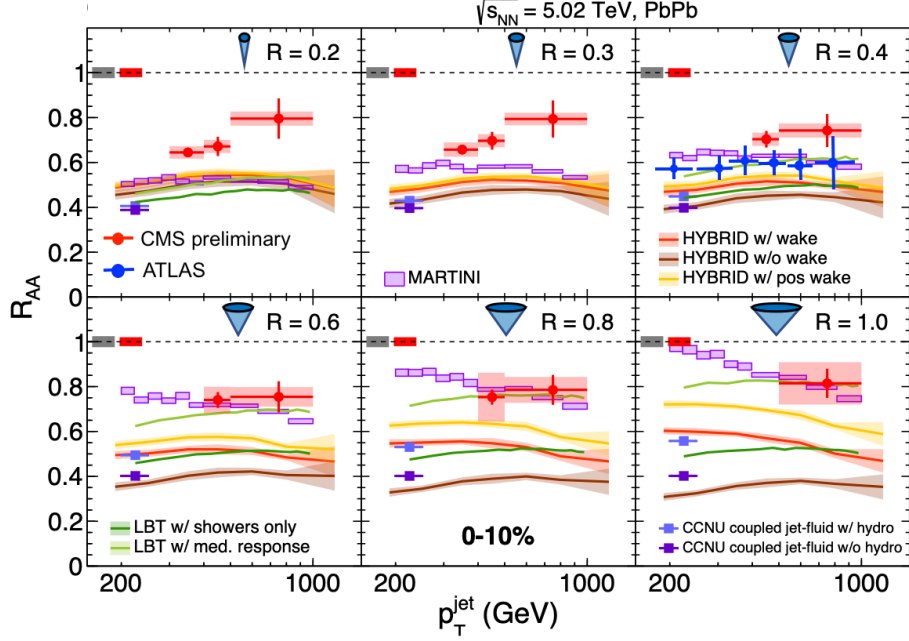 √s_NN = 5.02 TeV, PbPb
R = 0.2
R = 0.3
R = 0.4
1
0.8
0.6
0.4
0.2
0
CMS preliminary
ATLAS
MARTINI
HYBRID w/ wake
HYBRID w/o wake
HYBRID w/ pos wake
R_AA
R = 0.6
R = 0.8
R = 1.0
1
0.8
0.6
0.4
0.2
0
LBT w/ showers only
LBT w/ med. response
0-10%
CCNU coupled jet-fluid w/ hydro
CCNU coupled jet-fluid w/o hydro
200
1000
200
1000
200
1000
p_T^jet (GeV)